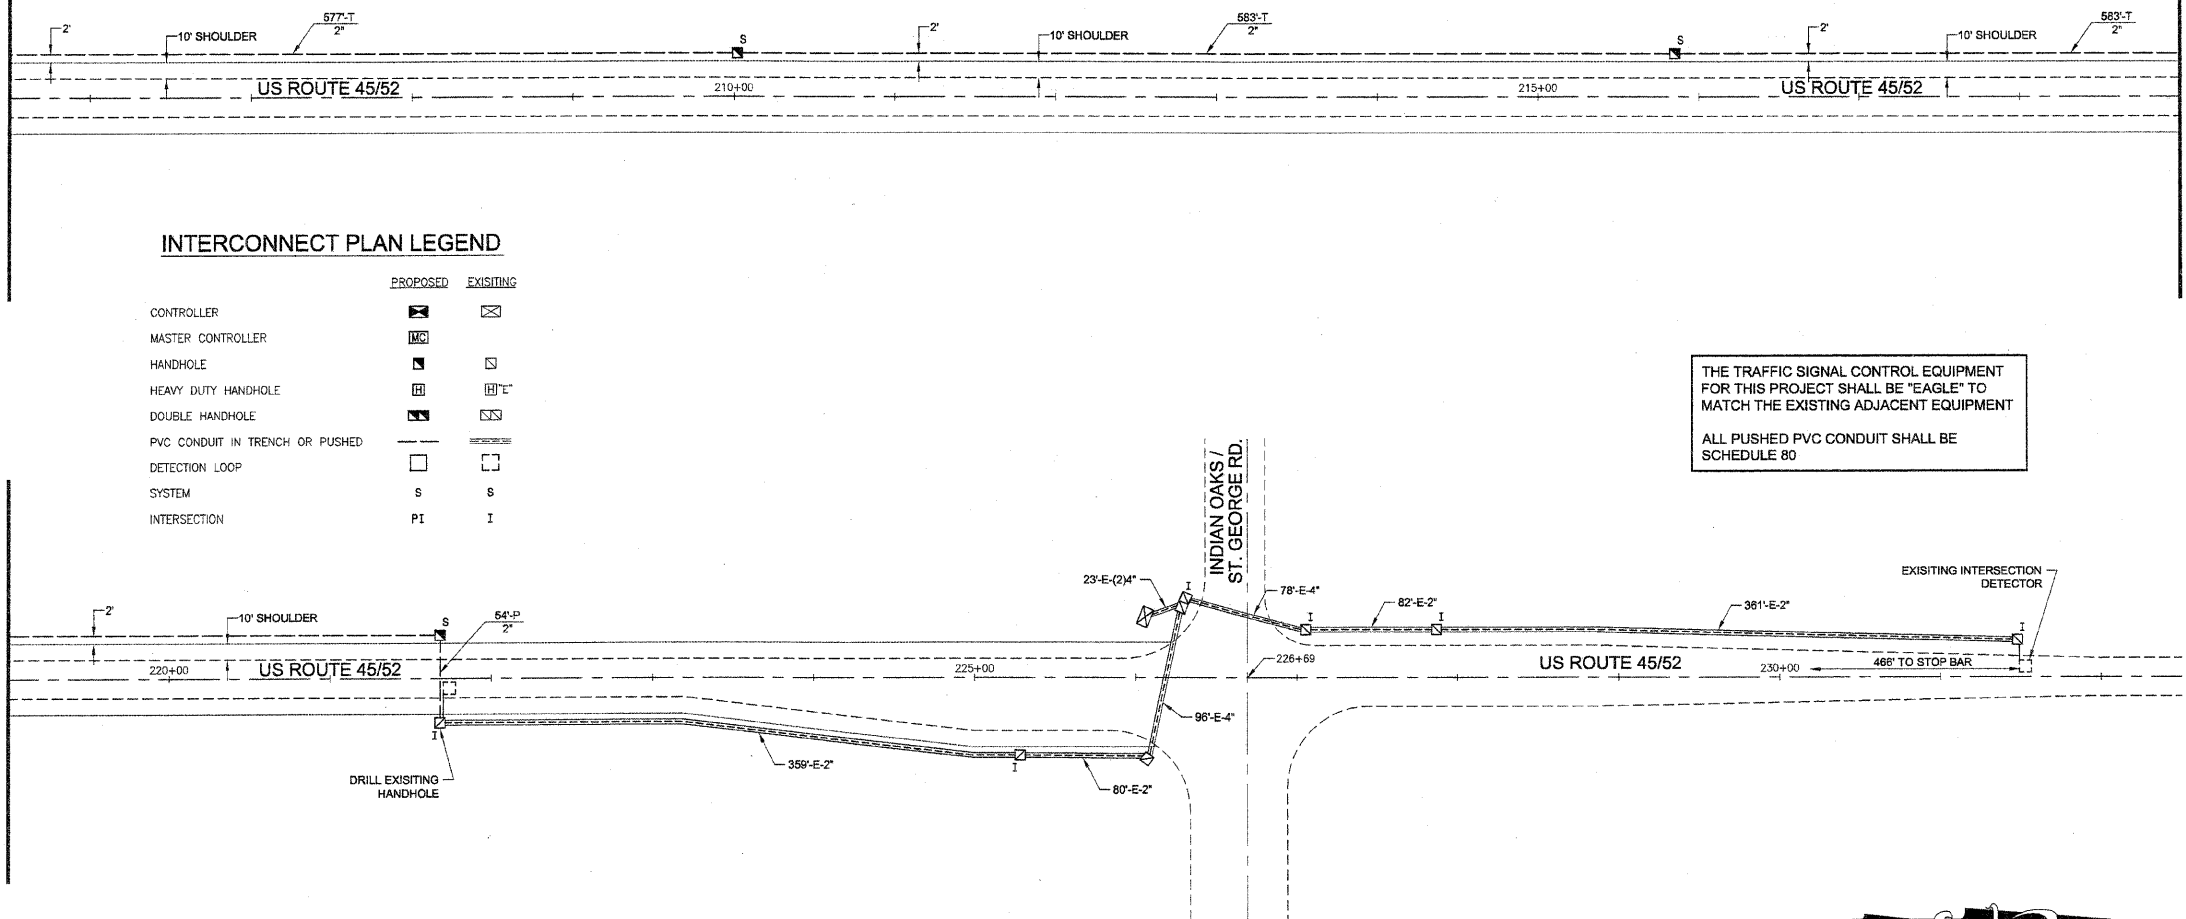 2'
10' SHOULDER
577'-T
2"
S
2'
10' SHOULDER
583'-T
2"
S
2'
10' SHOULDER
583'-T
2"
US ROUTE 45/52
210+00
215+00
US ROUTE 45/52
INTERCONNECT PLAN LEGEND
PROPOSED EXISITING
CONTROLLER
MASTER CONTROLLER MC
HANDHOLE
HEAVY DUTY HANDHOLE H H "E"
DOUBLE HANDHOLE
PVC CONDUIT IN TRENCH OR PUSHED
DETECTION LOOP
SYSTEM S S
INTERSECTION PI I
THE TRAFFIC SIGNAL CONTROL EQUIPMENT
FOR THIS PROJECT SHALL BE "EAGLE" TO
MATCH THE EXISTING ADJACENT EQUIPMENT
ALL PUSHED PVC CONDUIT SHALL BE
SCHEDULE 80
INDIAN OAKS /
ST. GEORGE RD.
2'
10' SHOULDER
S
54'-P
2"
23'-E-(2)4"
I
78'-E-4"
I
82'-E-2"
I
361'-E-2"
EXISITING INTERSECTION
DETECTOR
I
220+00
US ROUTE 45/52
225+00
226+69
US ROUTE 45/52
230+00
466' TO STOP BAR
I
DRILL EXISITING
HANDHOLE
359'-E-2"
I
80'-E-2"
96'-E-4"